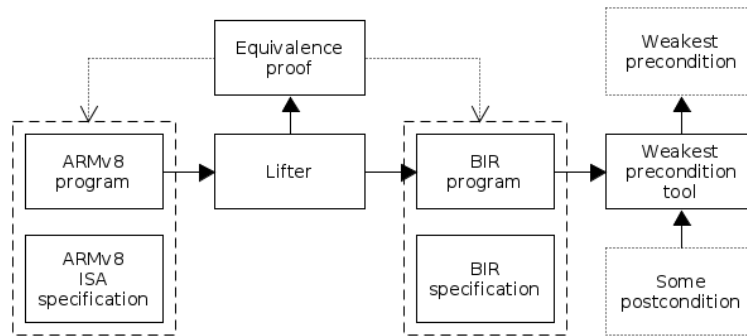 Equivalence
proof
Weakest
precondition
ARMv8
program
Lifter
BIR
program
Weakest
precondition
tool
ARMv8
ISA
specification
BIR
specification
Some
postcondition